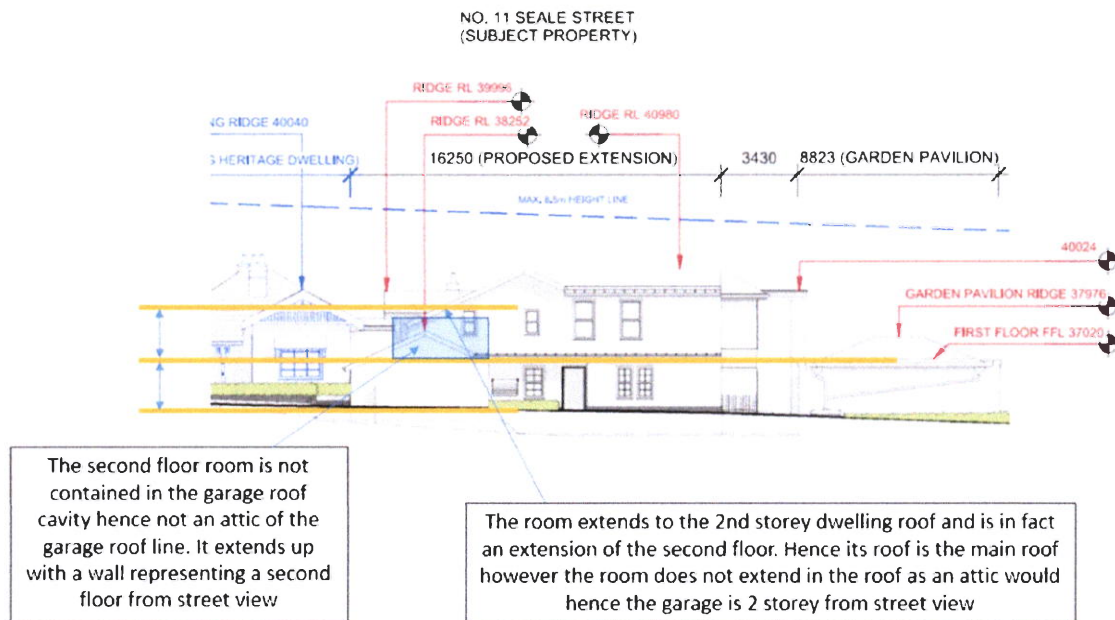 NO. 11 SEALE STREET
(SUBJECT PROPERTY)
RIDGE RL 39966
NG RIDGE 40040
RIDGE RL 38252
RIDGE RL 40980
HERITAGE DWELLING)
16250 (PROPOSED EXTENSION)
3430
8823 (GARDEN PAVILION)
MAX. 8.5m HEIGHT LINE
40024
GARDEN PAVILION RIDGE 37976
FIRST FLOOR FFL 37020
The second floor room is not
contained in the garage roof
cavity hence not an attic of the
garage roof line. It extends up
with a wall representing a second
floor from street view
The room extends to the 2nd storey dwelling roof and is in fact
an extension of the second floor. Hence its roof is the main roof
however the room does not extend in the roof as an attic would
hence the garage is 2 storey from street view